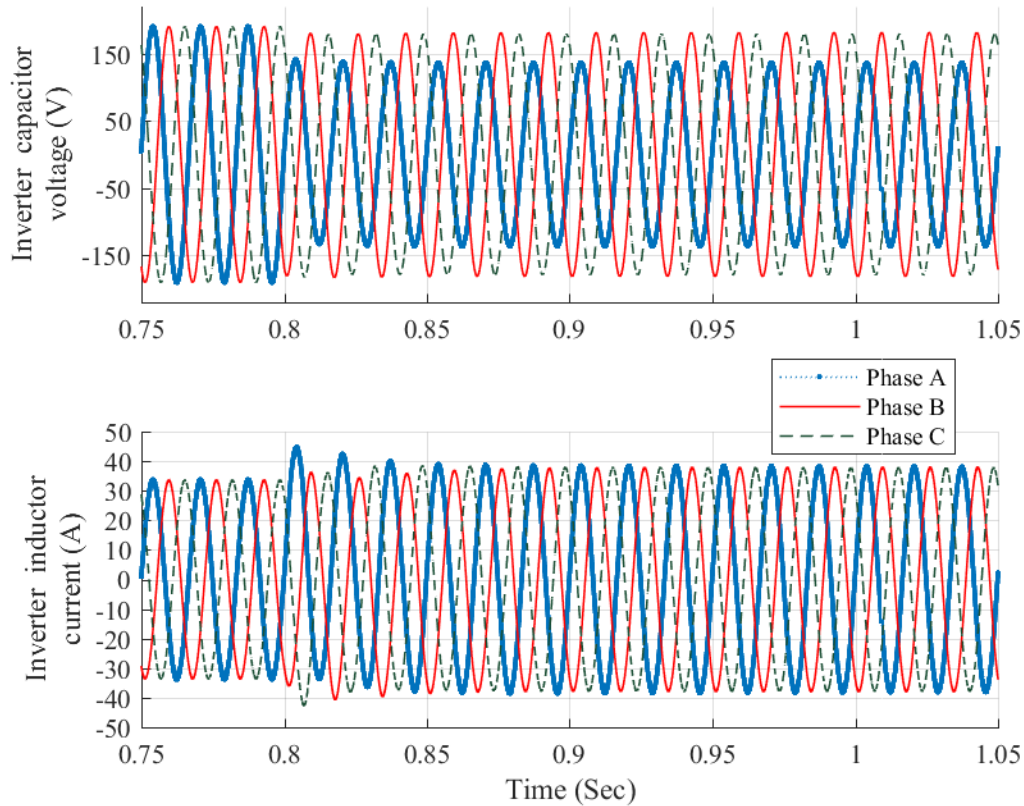 Inverter capacitor
voltage (V)
150
50
-50
-150
0.75 0.8 0.85 0.9 0.95 1 1.05
Phase A
Phase B
Phase C
Inverter inductor
current (A)
50
40
30
20
10
0
-10
-20
-30
-40
-50
0.75 0.8 0.85 0.9 0.95 1 1.05
Time (Sec)